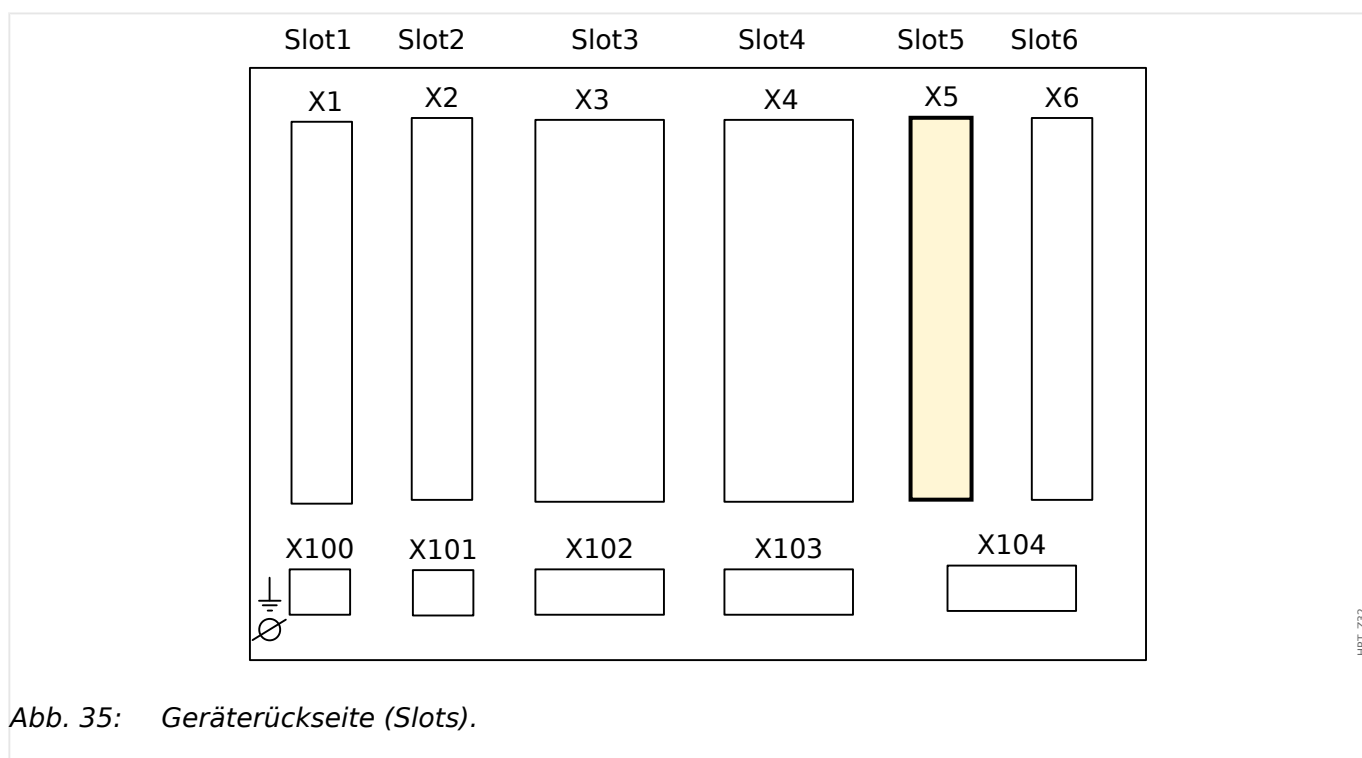 Slot1 Slot2 Slot3 Slot4 Slot5 Slot6
X1 X2 X3 X4 X5 X6
X100 X101 X102 X103 X104
Abb. 35: Geräterückseite (Slots).